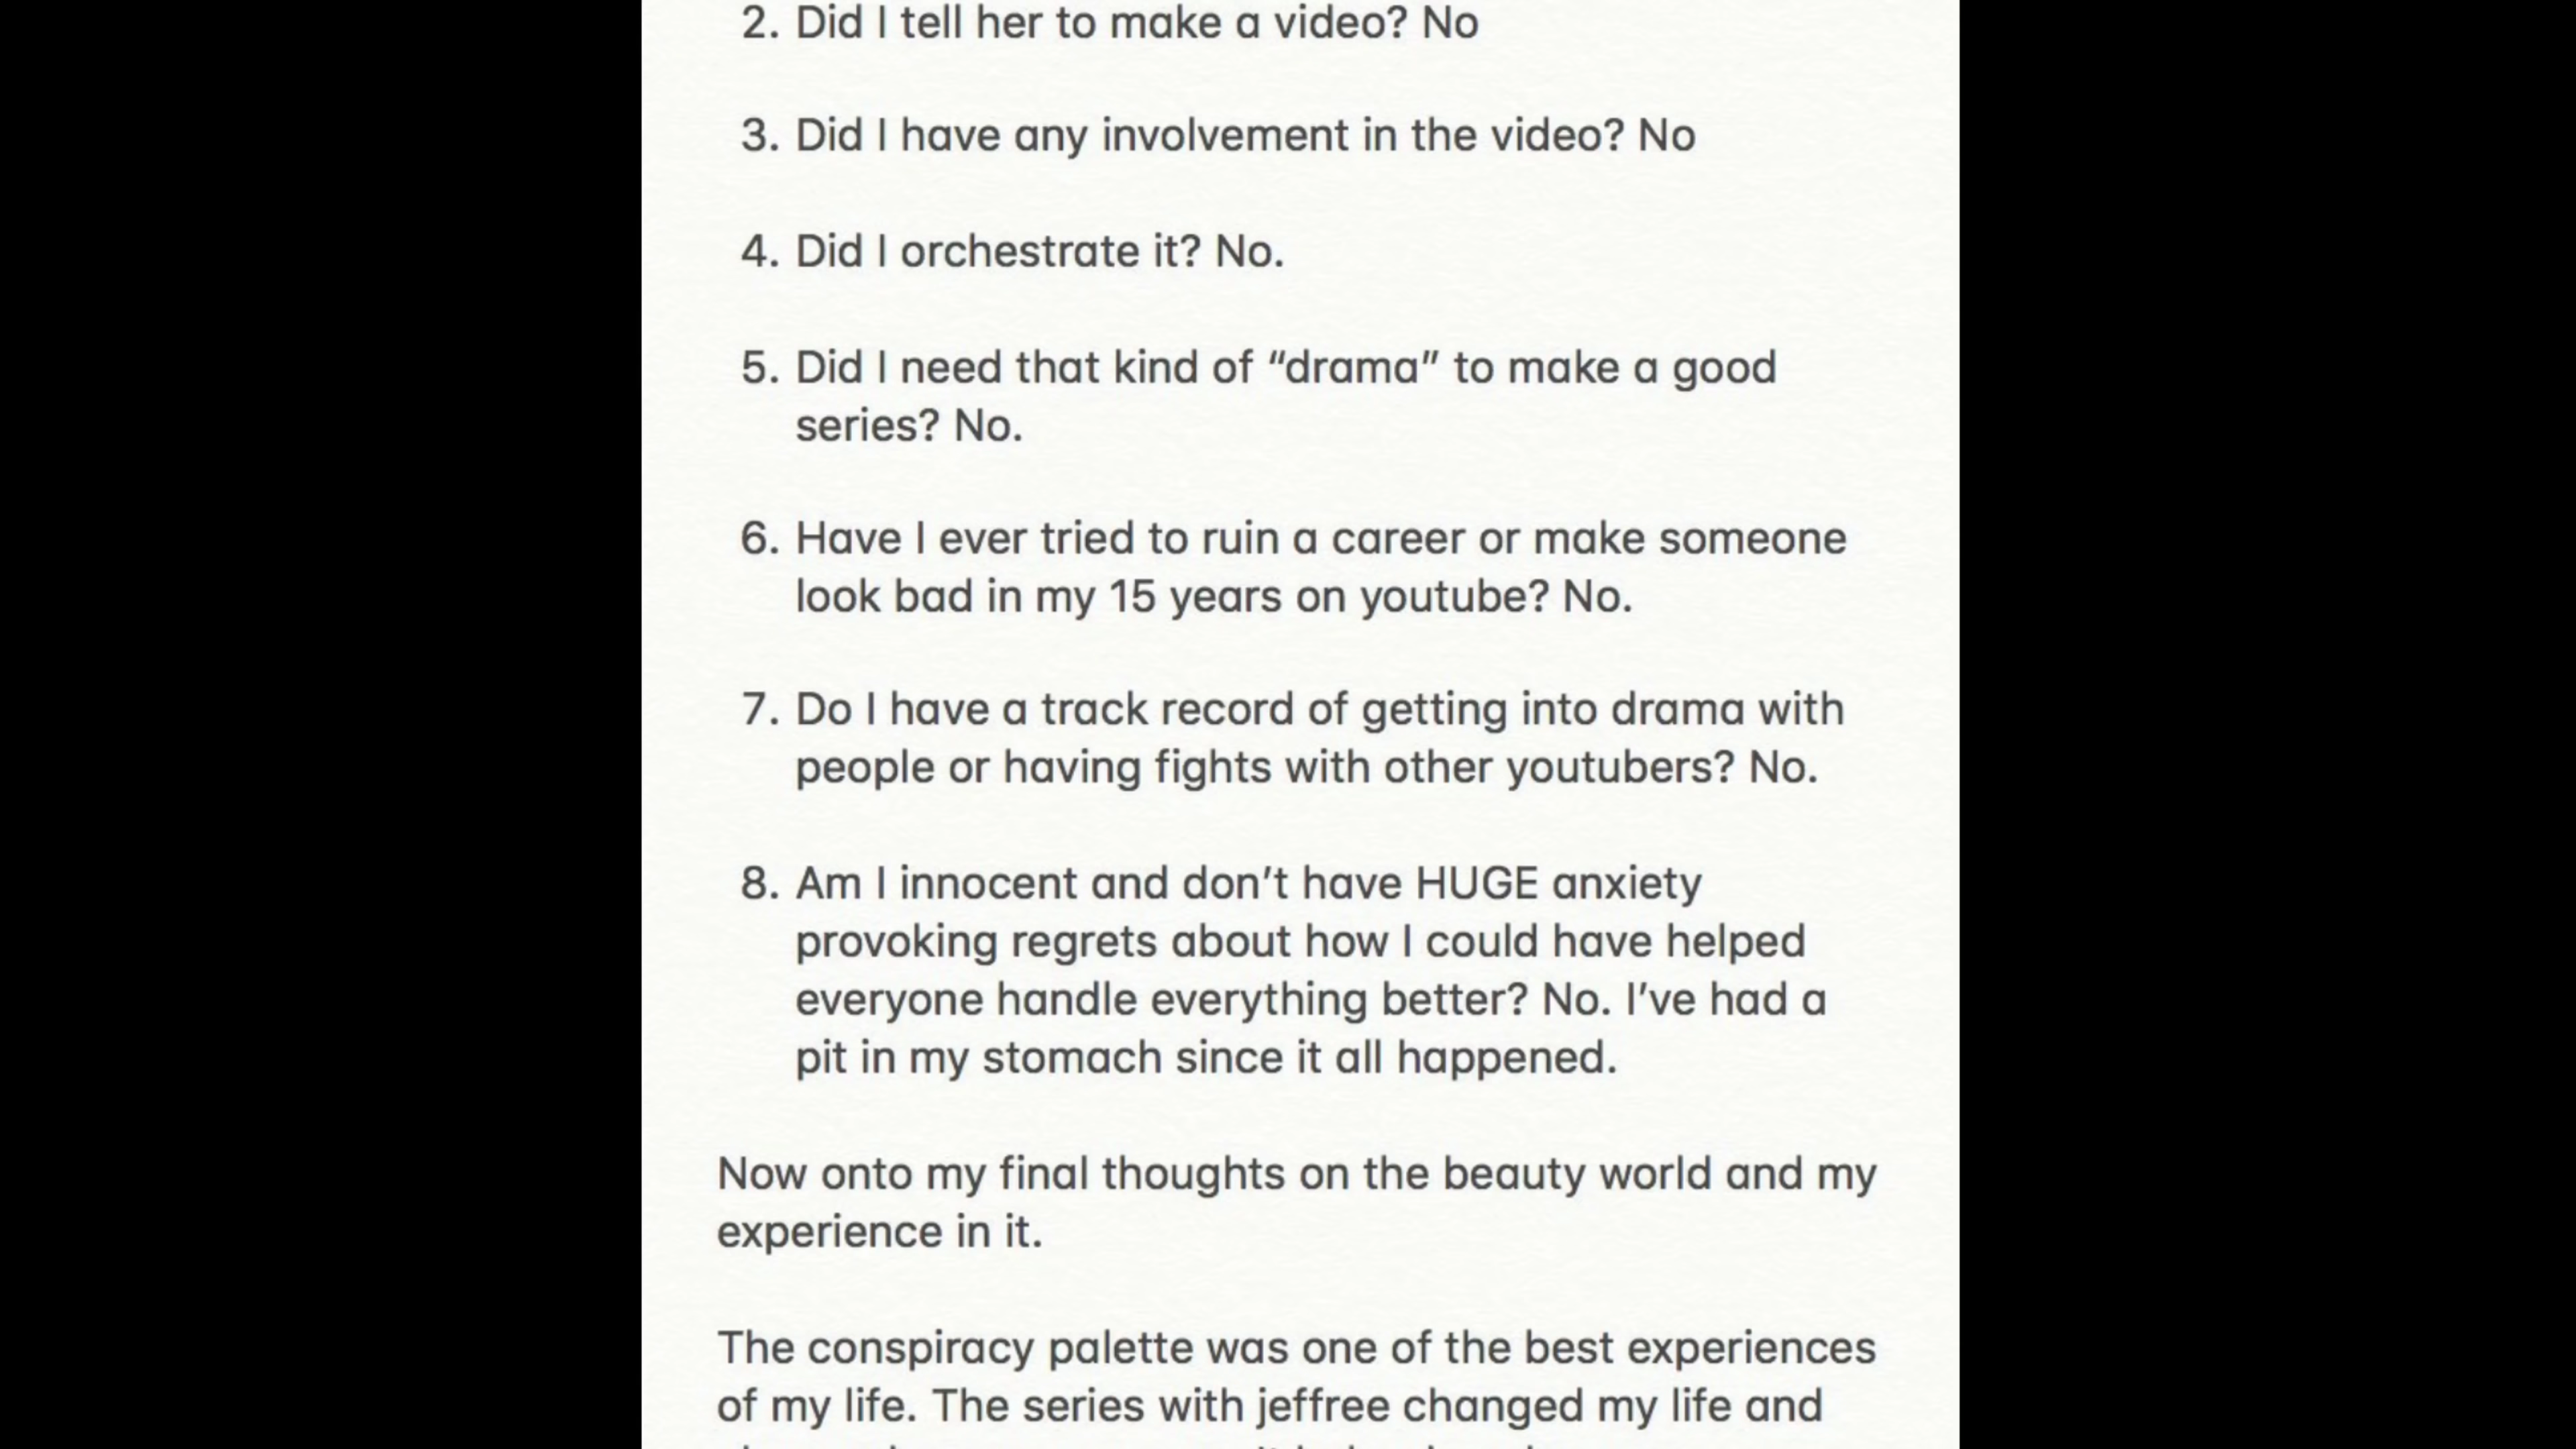 2. Did I tell her to make a video? No
3. Did I have any involvement in the video? No
4. Did I orchestrate it? No.
5. Did I need that kind of “drama” to make a good
series? No.
6. Have I ever tried to ruin a career or make someone
look bad in my 15 years on youtube? No.
7. Do I have a track record of getting into drama with
people or having fights with other youtubers? No.
8. Am I innocent and don’t have HUGE anxiety
provoking regrets about how I could have helped
everyone handle everything better? No. I’ve had a
pit in my stomach since it all happened.
Now onto my final thoughts on the beauty world and my
experience in it.
The conspiracy palette was one of the best experiences
of my life. The series with jeffree changed my life and